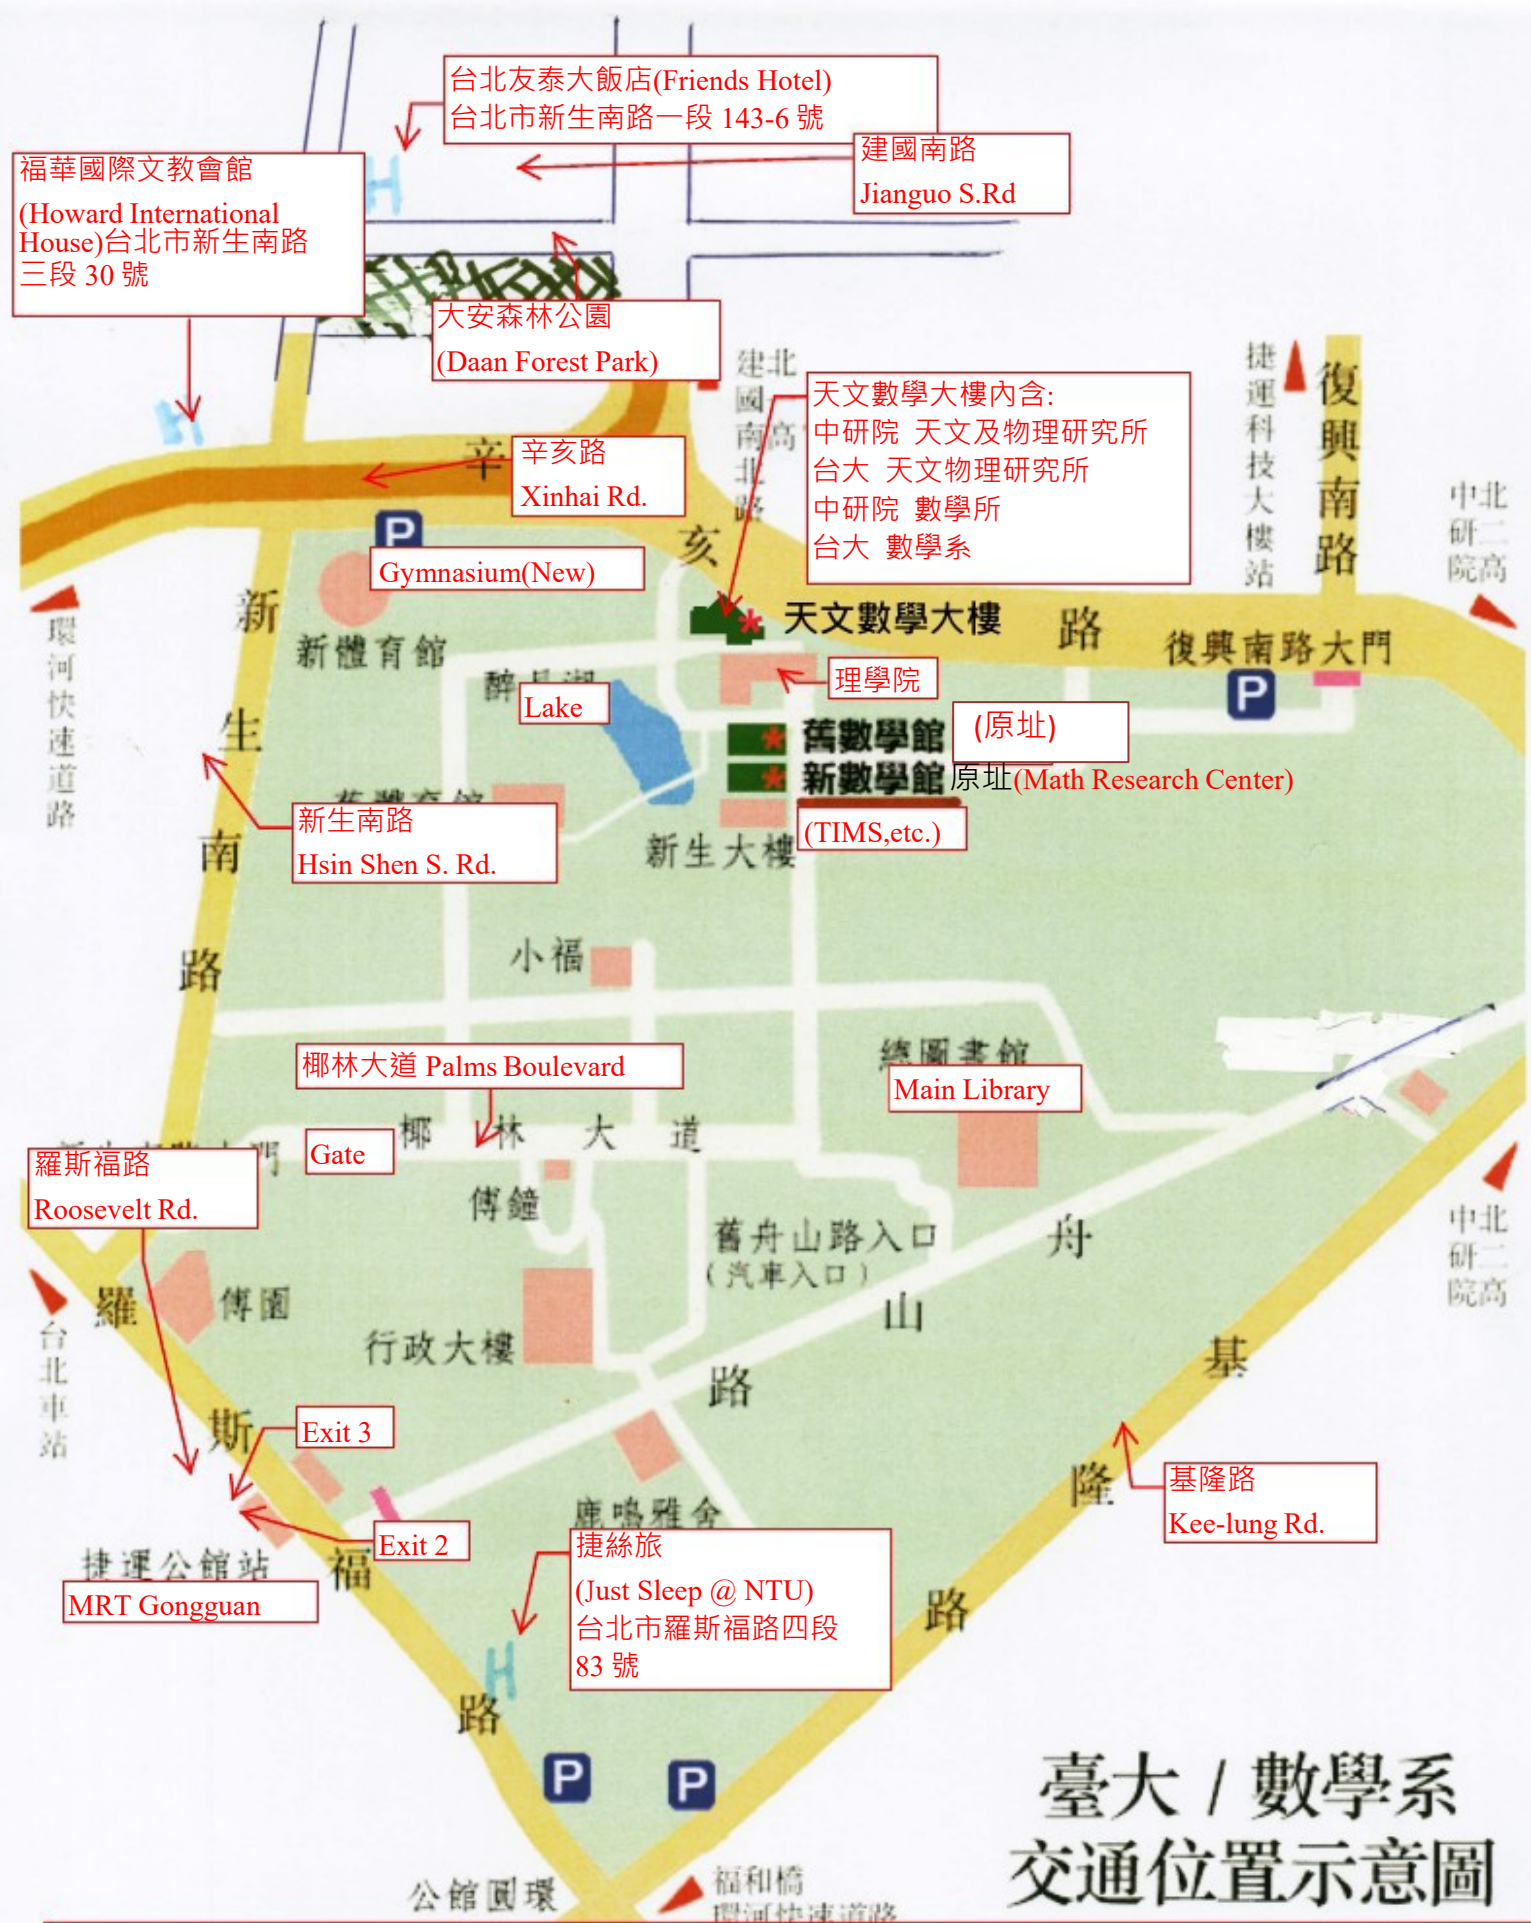 台北友泰大飯店(Friends Hotel)
台北市新生南路一段 143-6 號
建國南路
Jianguo S.Rd
福華國際文教會館
(Howard International
House)台北市新生南路
三段 30 號
大安森林公園
(Daan Forest Park)
建國南北路
北
高
天文數學大樓內含:
中研院 天文及物理研究所
台大 天文物理研究所
中研院 數學所
台大 數學系
捷運科技大樓站
復興南路
中研院
北二高
辛亥路
Xinhai Rd.
辛亥路
P
Gymnasium(New)
新體育館
環河快速道路
新生南路
天文數學大樓
復興南路大門
P
理學院
Lake
舊數學館
(原址)
新數學館原址(Math Research Center)
(TIMS,etc.)
新生大樓
新生南路
Hsin Shen S. Rd.
小福
總圖書館
Main Library
椰林大道 Palms Boulevard
椰林大道
Gate
羅斯福路
Roosevelt Rd.
傅鐘
舊舟山路入口
(汽車入口)
舟山路
中研院
北二高
傅園
行政大樓
羅斯福路
台北車站
Exit 3
Exit 2
捷運公館站
MRT Gongguan
鹿鳴雅舍
捷絲旅
(Just Sleep @ NTU)
台北市羅斯福路四段
83 號
基隆路
Kee-lung Rd.
基隆路
H
H
H
P
P
公館圓環
福和橋
環河快速道路
臺大 / 數學系
交通位置示意圖